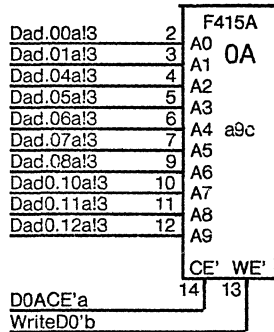 F415A
Dad.00a!3 2 A0 0A
Dad.01a!3 3 A1
Dad.04a!3 4 A2
Dad.05a!3 5 A3
Dad.06a!3 6 A4 a9c
Dad.07a!3 7 A5
Dad.08a!3 9 A6
Dad0.10a!3 10 A7
Dad0.11a!3 11 A8
Dad0.12a!3 12 A9
CE' WE'
14 13
D0ACE'a
WriteD0'b